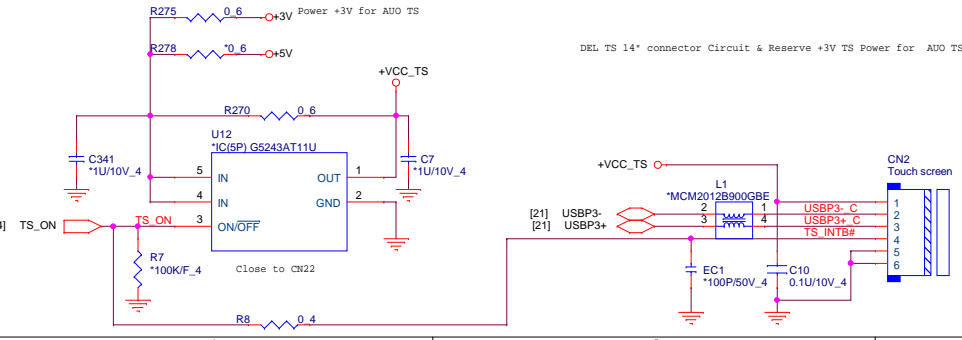 R275 0_6 +3V Power +3V for AUO TS
R278 *0_6 +5V
DEL TS 14* connector Circuit & Reserve +3V TS Power for AUO TS
+VCC_TS
R270 0_6
U12
*IC(5P) G5243AT11U
C341
*1U/10V_4
C7
*1U/10V_4
5 IN OUT 1
4 IN GND 2
3 ON/OFF
4] TS_ON TS_ON
R7
*100K/F_4
Close to CN22
R8 0_4
+VCC_TS
L1
*MCM2012B900GBE
[21] USBP3- 2 1 USBP3-_C
[21] USBP3+ 3 4 USBP3+_C
TS_INTB#
EC1
*100P/50V_4
C10
0.1U/10V_4
CN2
Touch screen
1
2
3
4
5
6